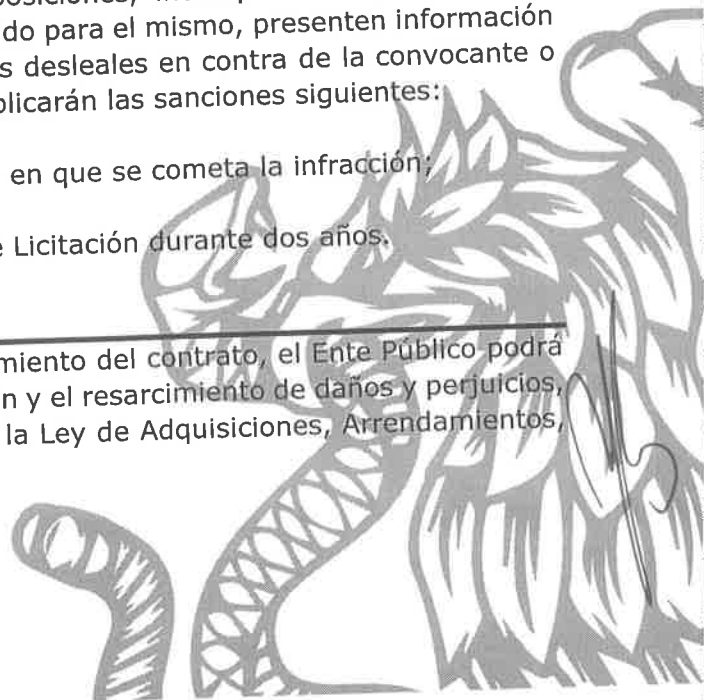 do para el mismo, presenten información
s desleales en contra de la convocante o
plicarán las sanciones siguientes:
en que se cometa la infracción;
e Licitación durante dos años.
miento del contrato, el Ente Público podrá
n y el resarcimiento de daños y perjuicios,
la Ley de Adquisiciones, Arrendamientos,